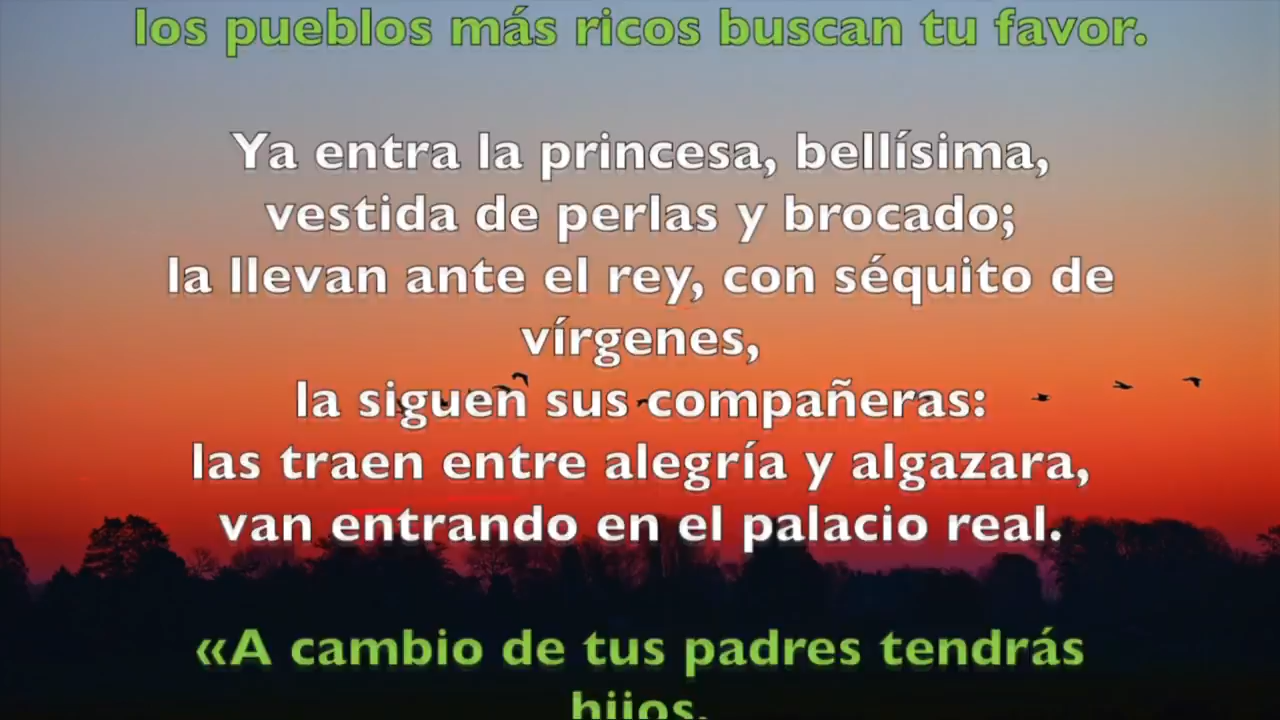 los pueblos más ricos buscan tu favor.
Ya entra la princesa, bellísima,
vestida de perlas y brocado;
la llevan ante el rey, con séquito de
vírgenes,
la siguen sus compañeras:
las traen entre alegría y algazara,
van entrando en el palacio real.
«A cambio de tus padres tendrás
hijos,